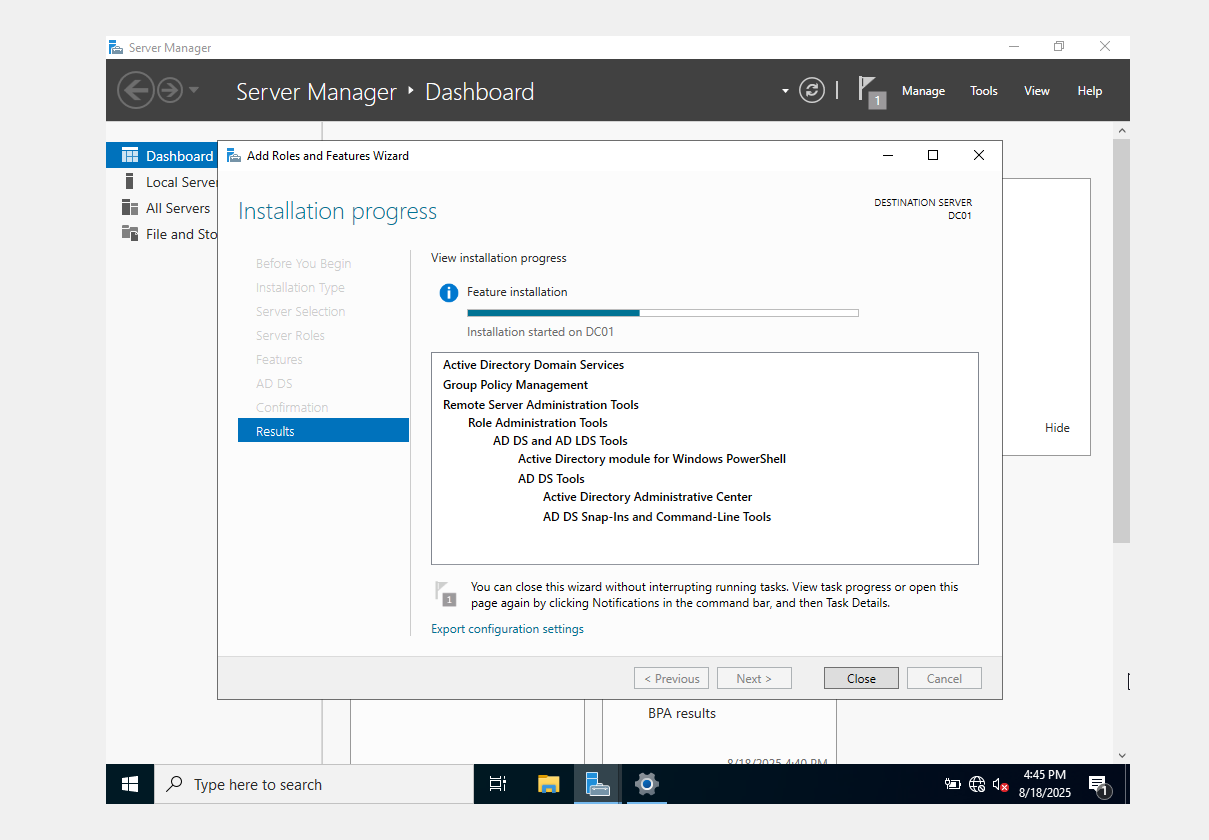 Server Manager
Server Manager ‣ Dashboard
1
Manage
Tools
View
Help
Dashboard
Local Server
All Servers
File and Sto
Add Roles and Features Wizard
Installation progress
DESTINATION SERVER
DC01
Before You Begin
Installation Type
Server Selection
Server Roles
Features
AD DS
Confirmation
Results
View installation progress
Feature installation
Installation started on DC01
Active Directory Domain Services
Group Policy Management
Remote Server Administration Tools
Role Administration Tools
AD DS and AD LDS Tools
Active Directory module for Windows PowerShell
AD DS Tools
Active Directory Administrative Center
AD DS Snap-Ins and Command-Line Tools
1
You can close this wizard without interrupting running tasks. View task progress or open this
page again by clicking Notifications in the command bar, and then Task Details.
Export configuration settings
< Previous
Next >
Close
Cancel
Hide
BPA results
8/18/2025 4:40 PM
Type here to search
4:45 PM
8/18/2025
1